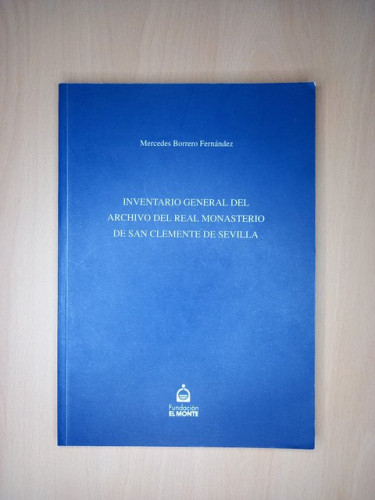 Mercedes Borrero Fernández
INVENTARIO GENERAL DEL
ARCHIVO DEL REAL MONASTERIO
DE SAN CLEMENTE DE SEVILLA
Fundación
EL MONTE